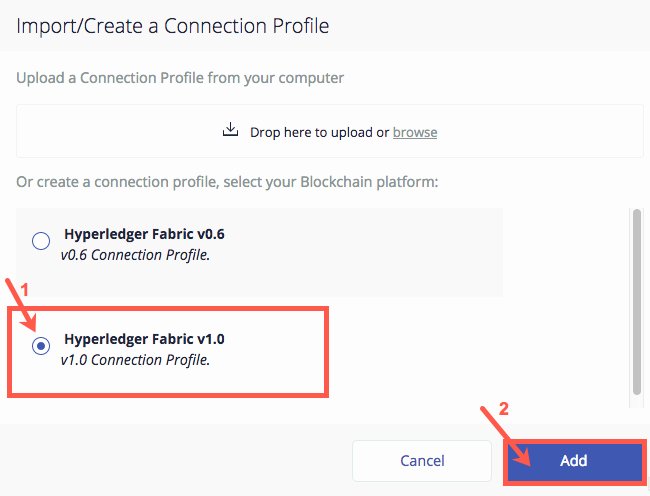 Import/Create a Connection Profile
Upload a Connection Profile from your computer
Drop here to upload or browse
Or create a connection profile, select your Blockchain platform:
Hyperledger Fabric v0.6
v0.6 Connection Profile.
1
Hyperledger Fabric v1.0
v1.0 Connection Profile.
2
Cancel
Add